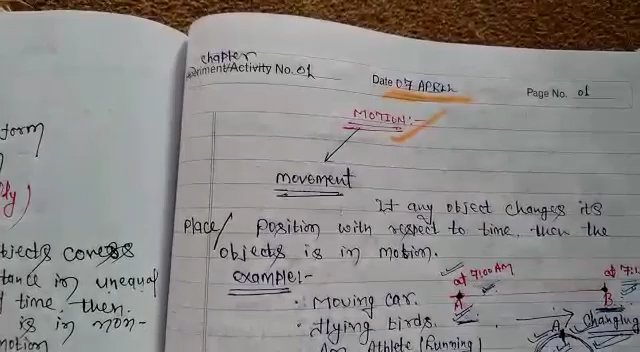 form
ly)
objects covers
tance in unequal
time. then.
is in non-
motion
chapter
Experiment/Activity No. 01
Date 07 APRIL
Page No. 01
MOTION:-
movement
If any object changes its
Place/ Position with respect to time, then the
objects is in motion.
example:-
• Moving car.
• flying birds.
Athlete (Running)
at 7:00 AM
A
B
A
Changing